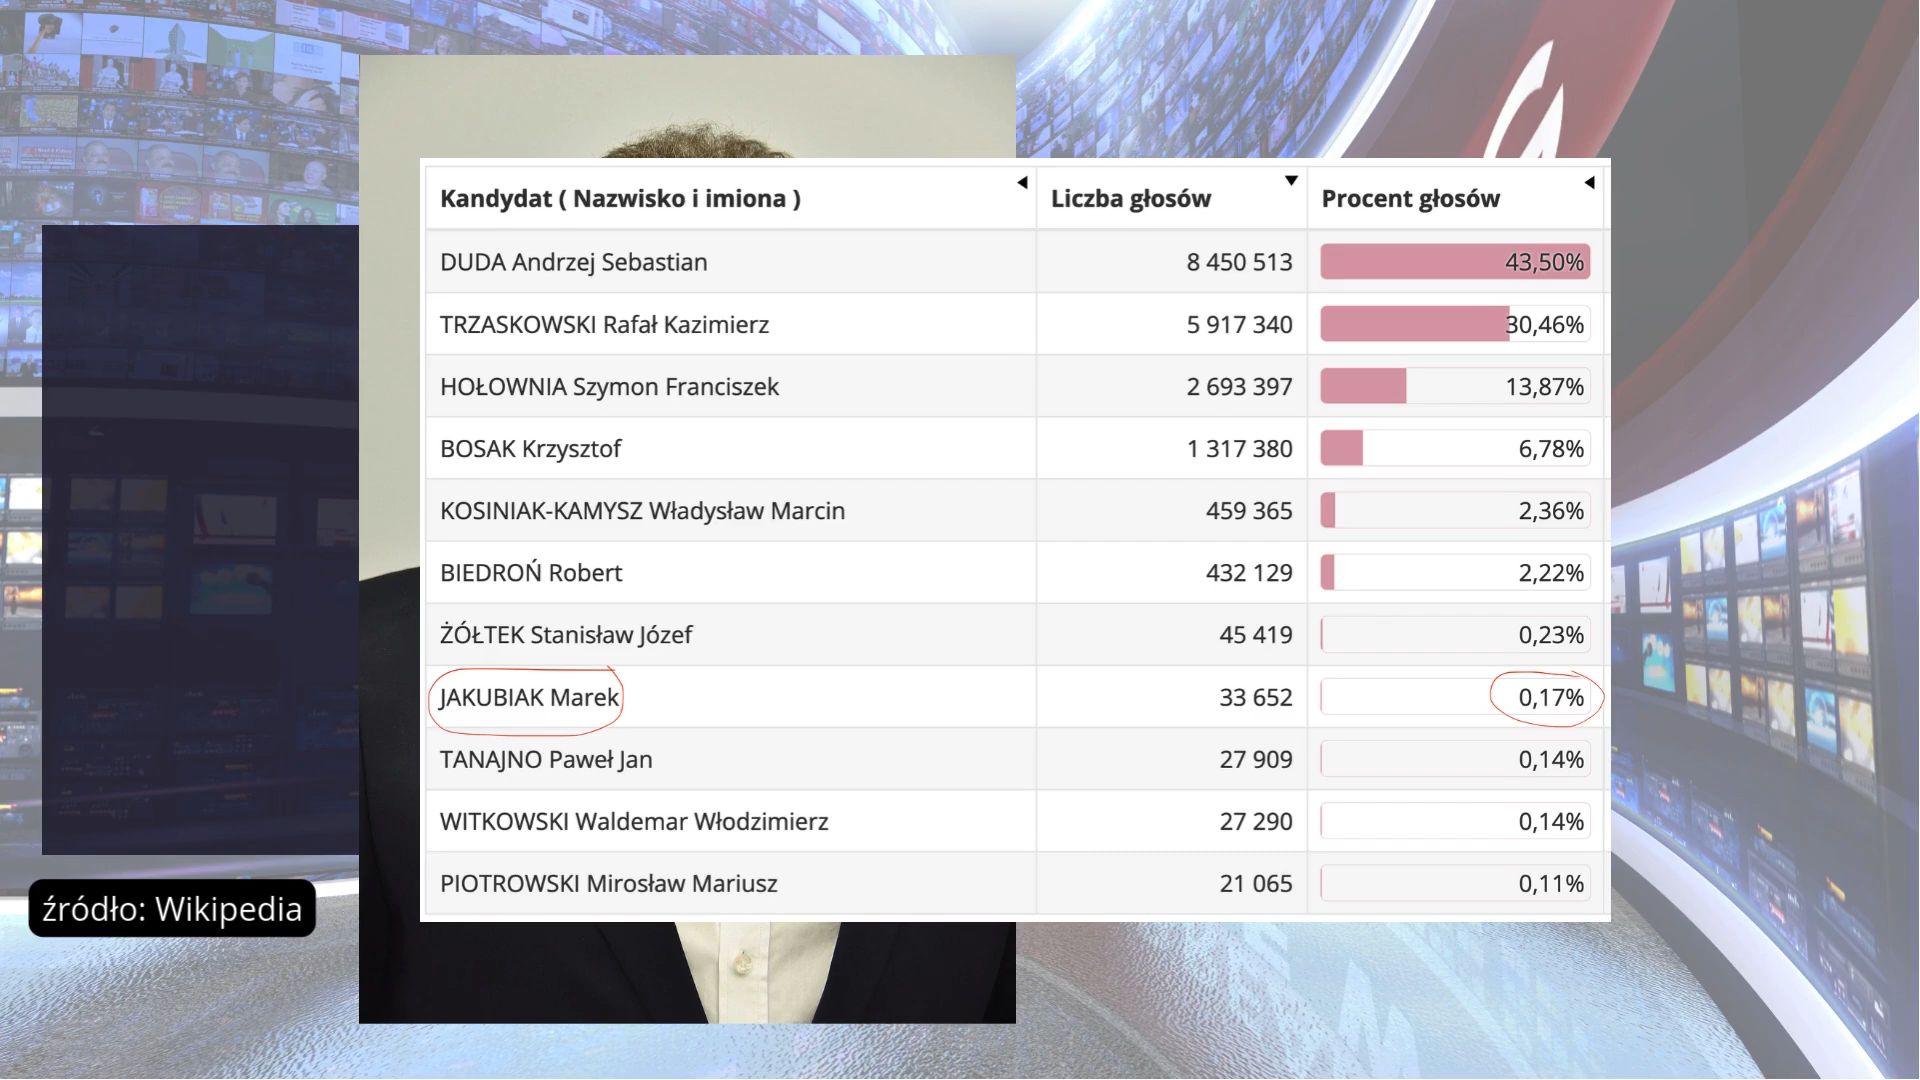 Kandydat ( Nazwisko i imiona ) Liczba głosów Procent głosów
DUDA Andrzej Sebastian 8 450 513 43,50%
TRZASKOWSKI Rafał Kazimierz 5 917 340 30,46%
HOŁOWNIA Szymon Franciszek 2 693 397 13,87%
BOSAK Krzysztof 1 317 380 6,78%
KOSINIAK-KAMYSZ Władysław Marcin 459 365 2,36%
BIEDROŃ Robert 432 129 2,22%
ŻÓŁTEK Stanisław Józef 45 419 0,23%
JAKUBIAK Marek 33 652 0,17%
TANAJNO Paweł Jan 27 909 0,14%
WITKOWSKI Waldemar Włodzimierz 27 290 0,14%
PIOTROWSKI Mirosław Mariusz 21 065 0,11%
źródło: Wikipedia